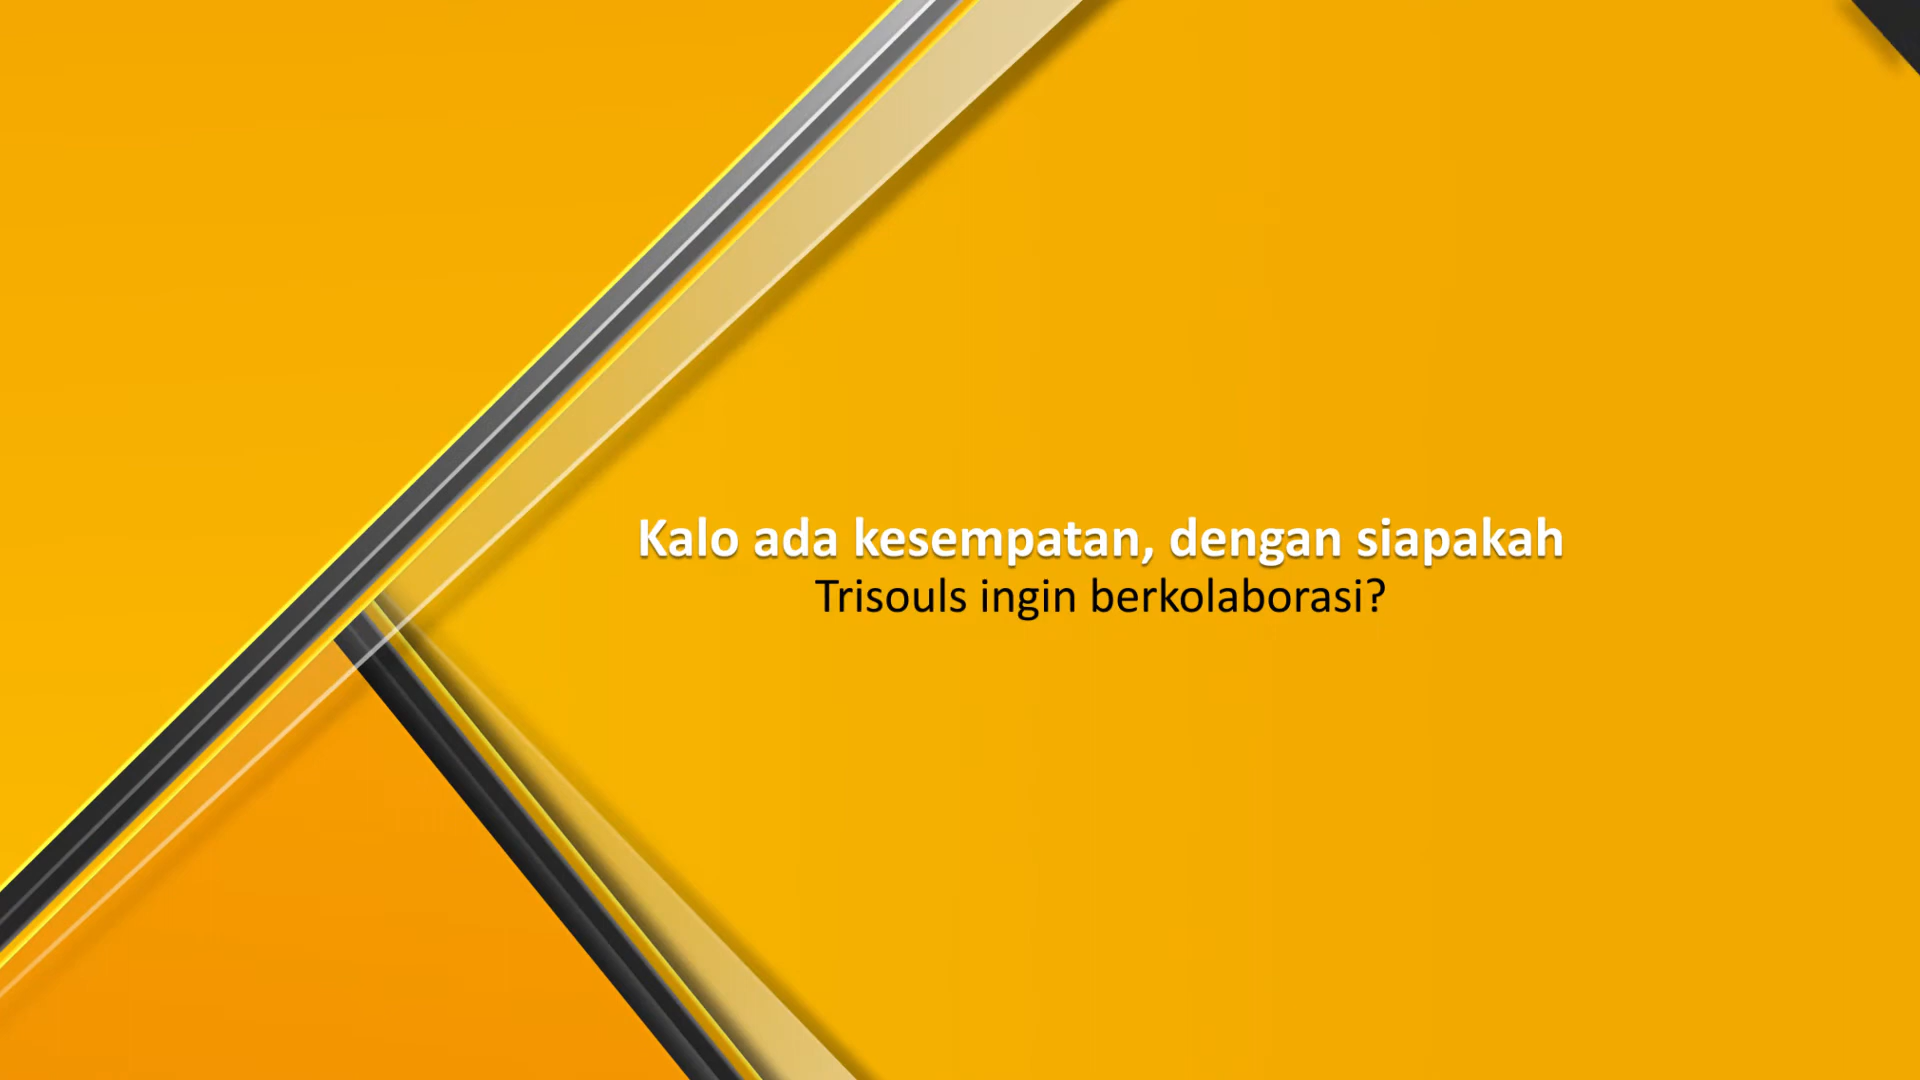 Kalo ada kesempatan, dengan siapakah
Trisouls ingin berkolaborasi?